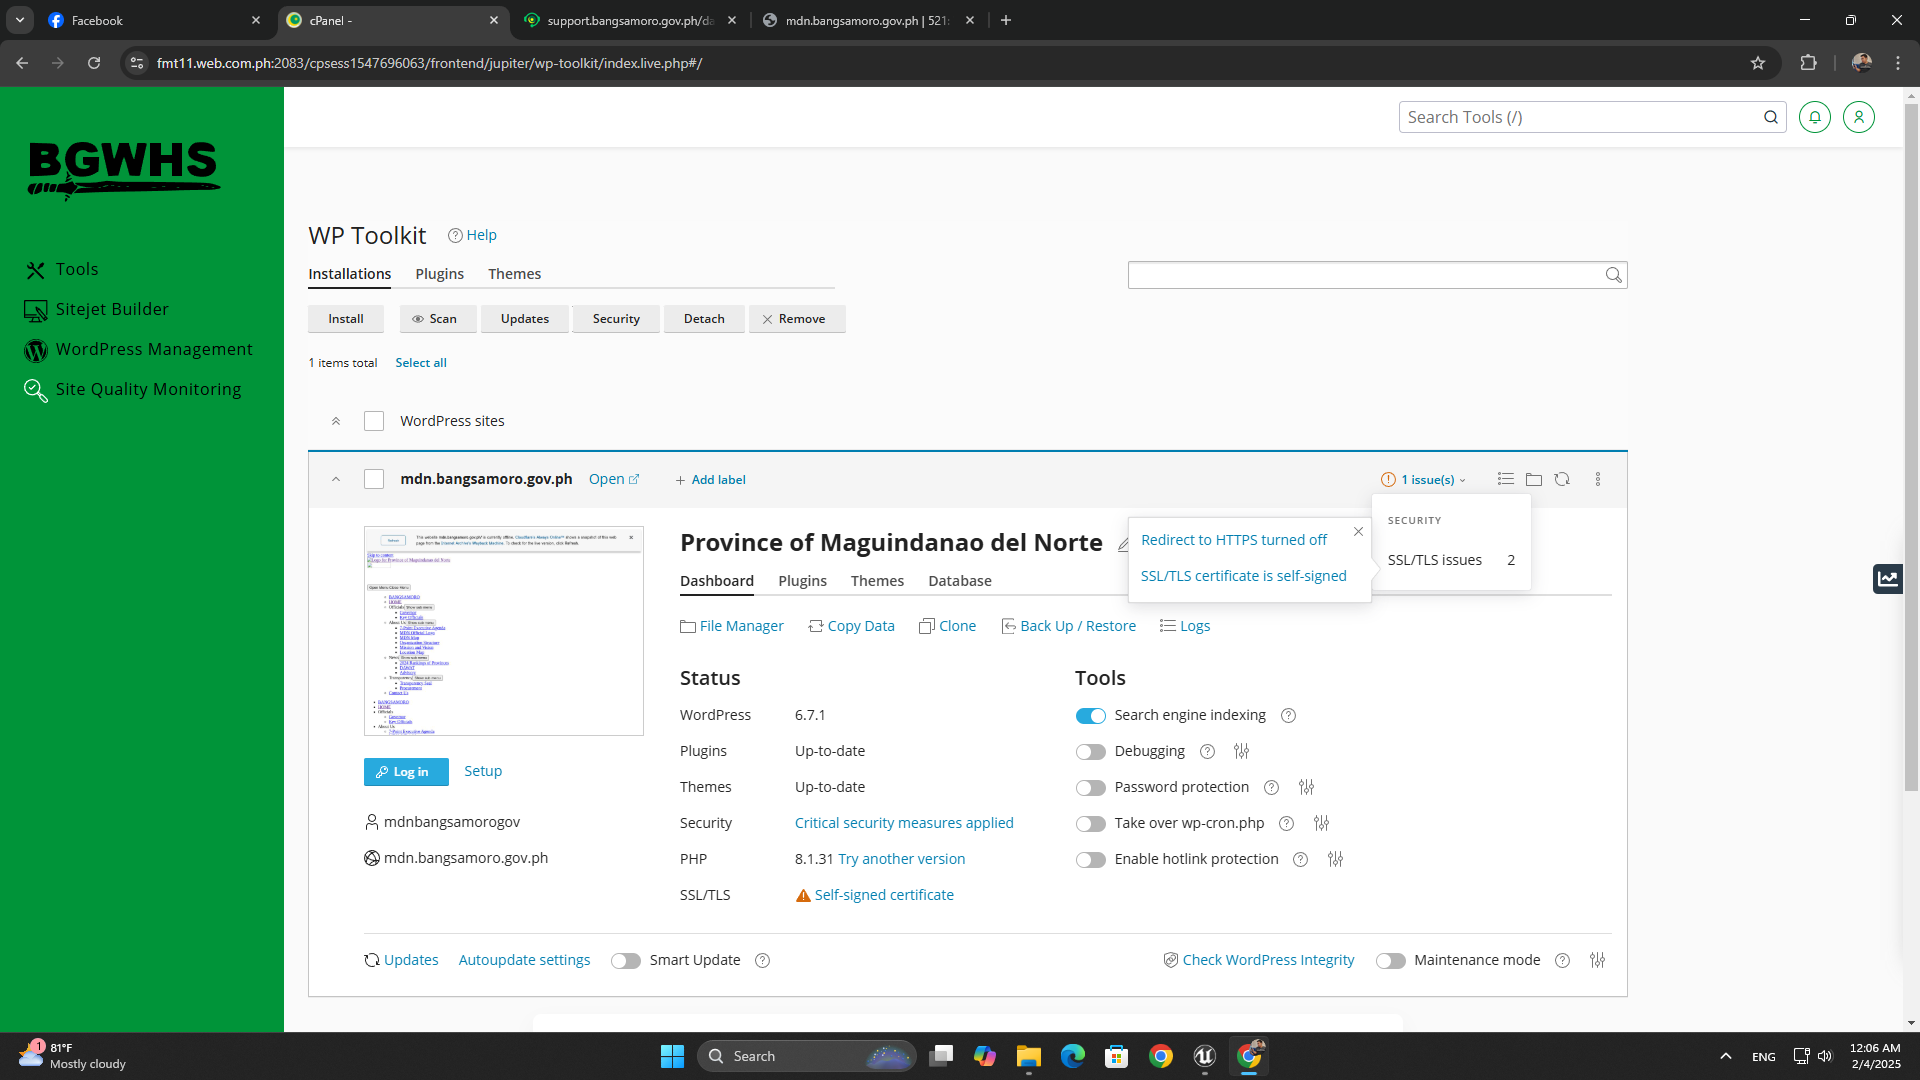 Facebook
cPanel -
support.bangsamoro.gov.ph/da
mdn.bangsamoro.gov.ph | 521:
fmt11.web.com.ph:2083/cpsess1547696063/frontend/jupiter/wp-toolkit/index.live.php#/
BGWHS
Search Tools (/)
Tools
Sitejet Builder
WordPress Management
Site Quality Monitoring
WP Toolkit
Help
Installations
Plugins
Themes
Install
Scan
Updates
Security
Detach
Remove
1 items total
Select all
WordPress sites
mdn.bangsamoro.gov.ph
Open
Add label
1 issue(s)
SECURITY
SSL/TLS issues 2
Redirect to HTTPS turned off
SSL/TLS certificate is self-signed
Province of Maguindanao del Norte
Dashboard
Plugins
Themes
Database
File Manager
Copy Data
Clone
Back Up / Restore
Logs
Log in
Setup
mdnbangsamorogov
mdn.bangsamoro.gov.ph
Status
WordPress 6.7.1
Plugins Up-to-date
Themes Up-to-date
Security Critical security measures applied
PHP 8.1.31 Try another version
SSL/TLS Self-signed certificate
Tools
Search engine indexing
Debugging
Password protection
Take over wp-cron.php
Enable hotlink protection
Updates
Autoupdate settings
Smart Update
Check WordPress Integrity
Maintenance mode
1
81°F
Mostly cloudy
Search
ENG
12:06 AM
2/4/2025